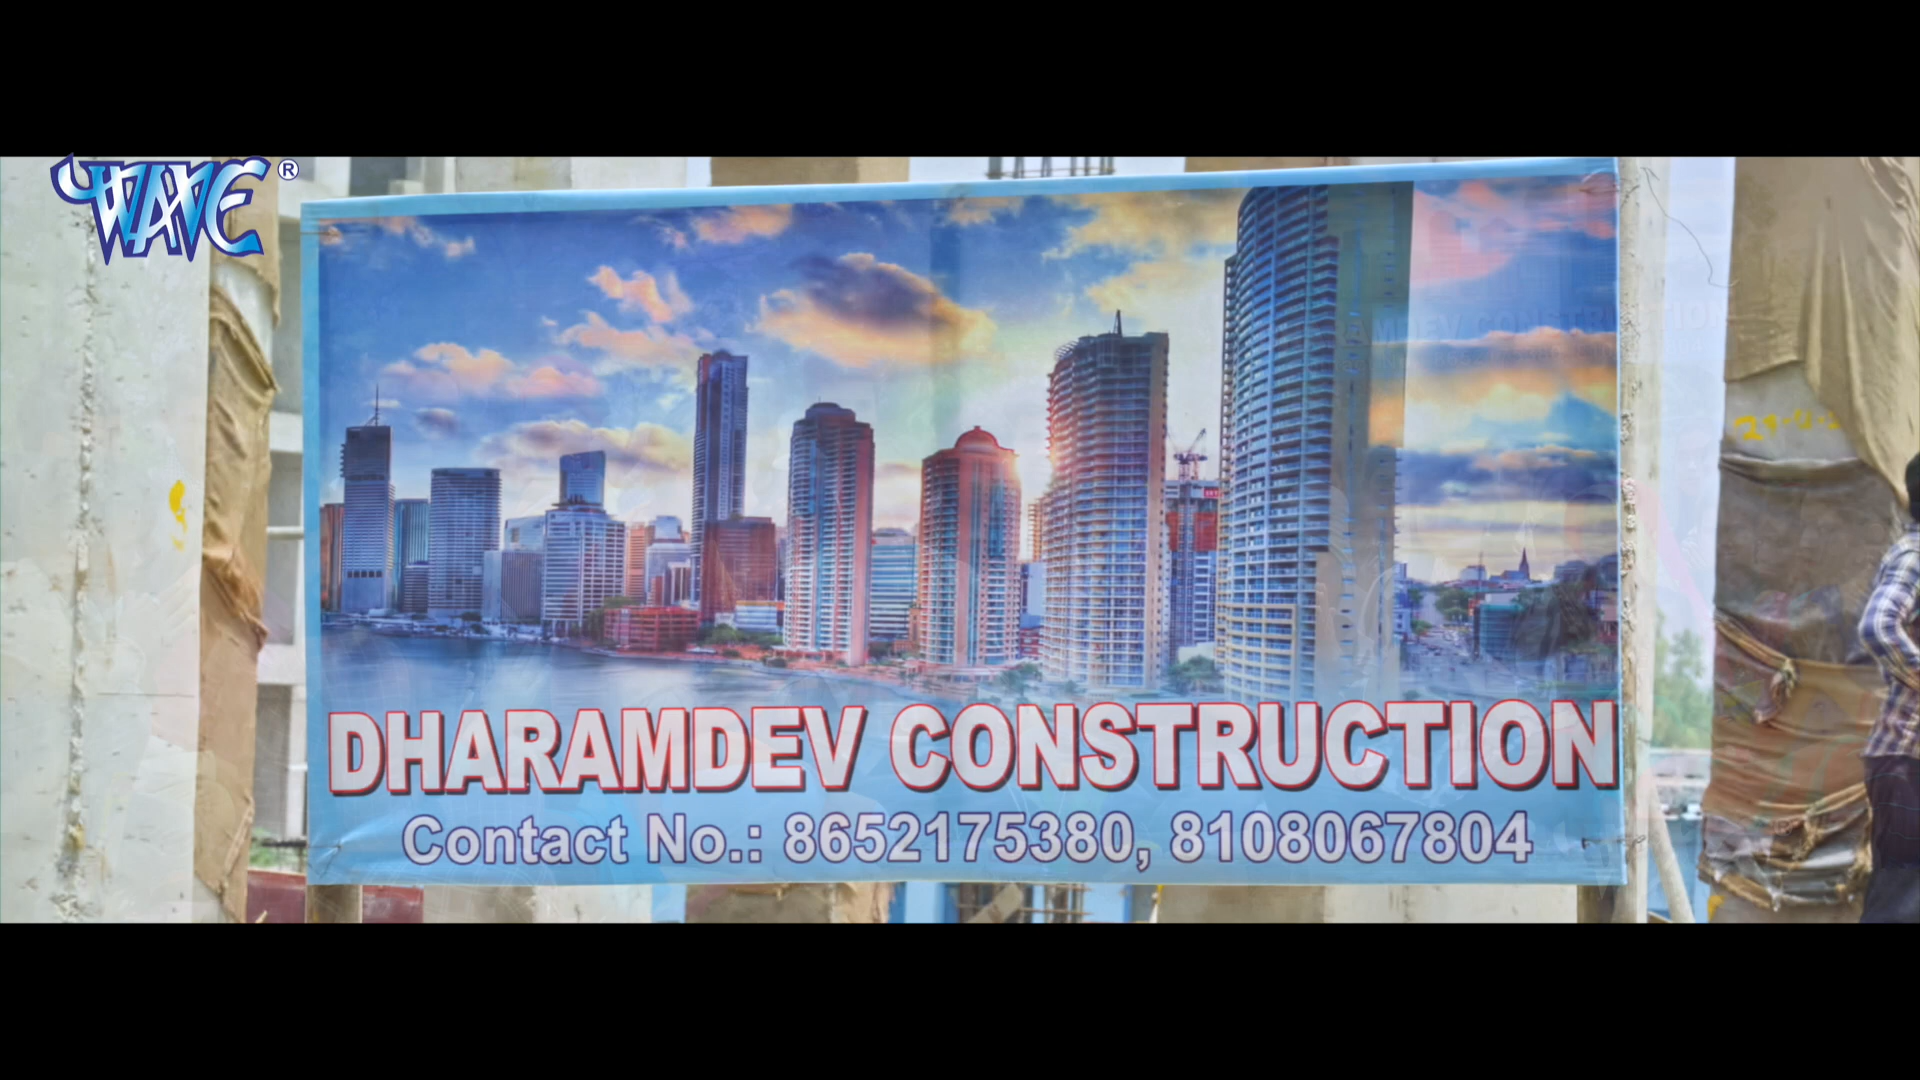 WAVE ®
DHARAMDEV CONSTRUCTION
Contact No.: 8652175380, 8108067804